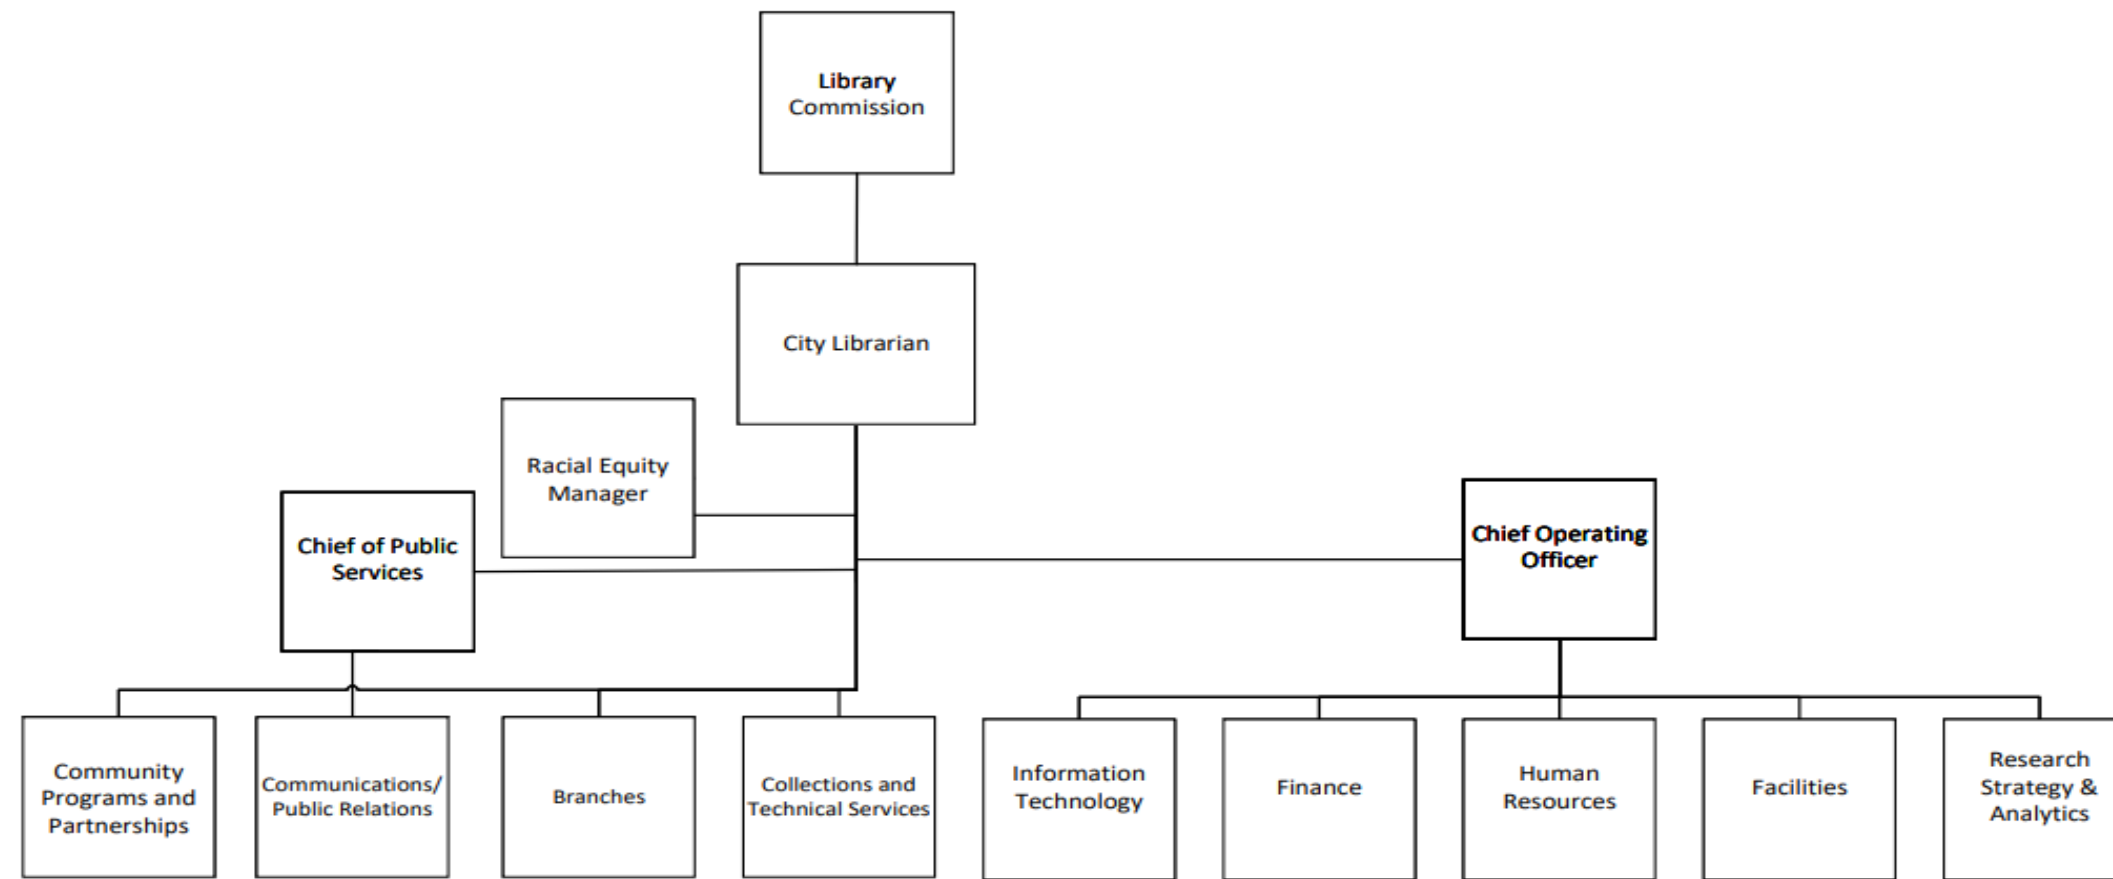 Library
Commission
City Librarian
Racial Equity
Manager
Chief of Public
Services
Chief Operating
Officer
Community
Programs and
Partnerships
Communications/
Public Relations
Branches
Collections and
Technical Services
Information
Technology
Finance
Human
Resources
Facilities
Research
Strategy &
Analytics